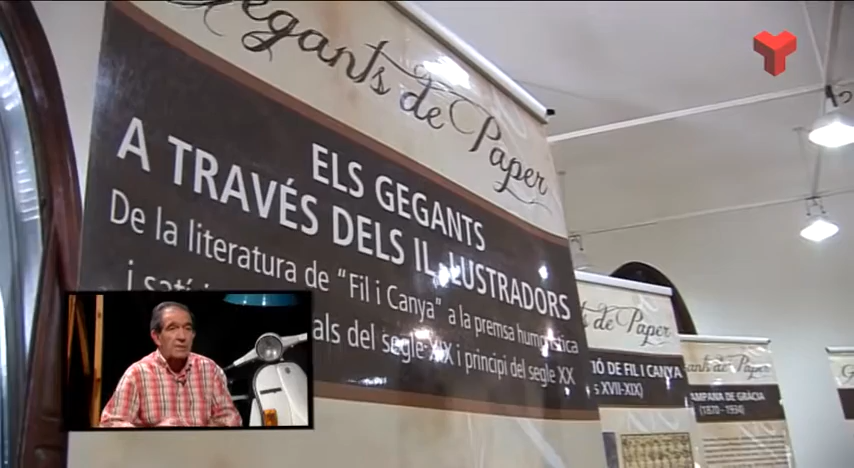 Gegants de Paper
ELS GEGANTS
A TRAVÉS DELS IL·LUSTRADORS
De la literatura de “Fil i Canya” a la premsa humorística
i
als del segle XIX i principi del segle XX
Gegants de Paper
DE FIL I CANYA
XVII-XIX)
Gegants de Paper
DE GRÀCIA
(1870 - 1934)